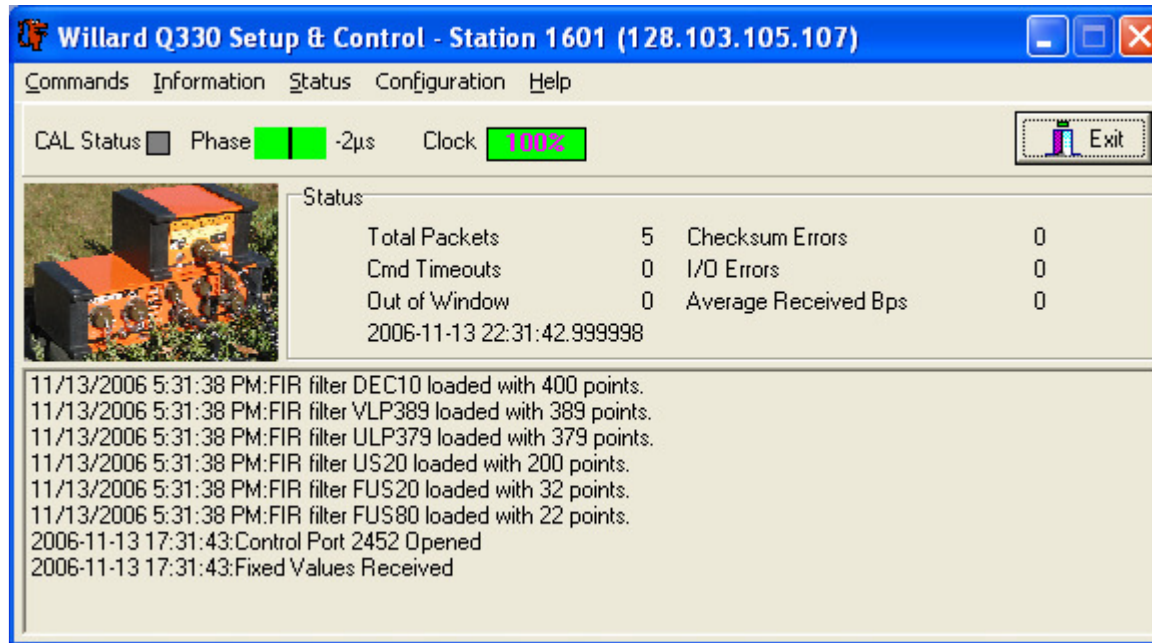 Willard Q330 Setup & Control - Station 1601 (128.103.105.107)
Commands Information Status Configuration Help
CAL Status Phase -2µs Clock 100% Exit
Status
Total Packets 5 Checksum Errors 0
Cmd Timeouts 0 I/O Errors 0
Out of Window 0 Average Received Bps 0
2006-11-13 22:31:42.999998
11/13/2006 5:31:38 PM:FIR filter DEC10 loaded with 400 points.
11/13/2006 5:31:38 PM:FIR filter VLP389 loaded with 389 points.
11/13/2006 5:31:38 PM:FIR filter ULP379 loaded with 379 points.
11/13/2006 5:31:38 PM:FIR filter US20 loaded with 200 points.
11/13/2006 5:31:38 PM:FIR filter FUS20 loaded with 32 points.
11/13/2006 5:31:38 PM:FIR filter FUS80 loaded with 22 points.
2006-11-13 17:31:43:Control Port 2452 Opened
2006-11-13 17:31:43:Fixed Values Received